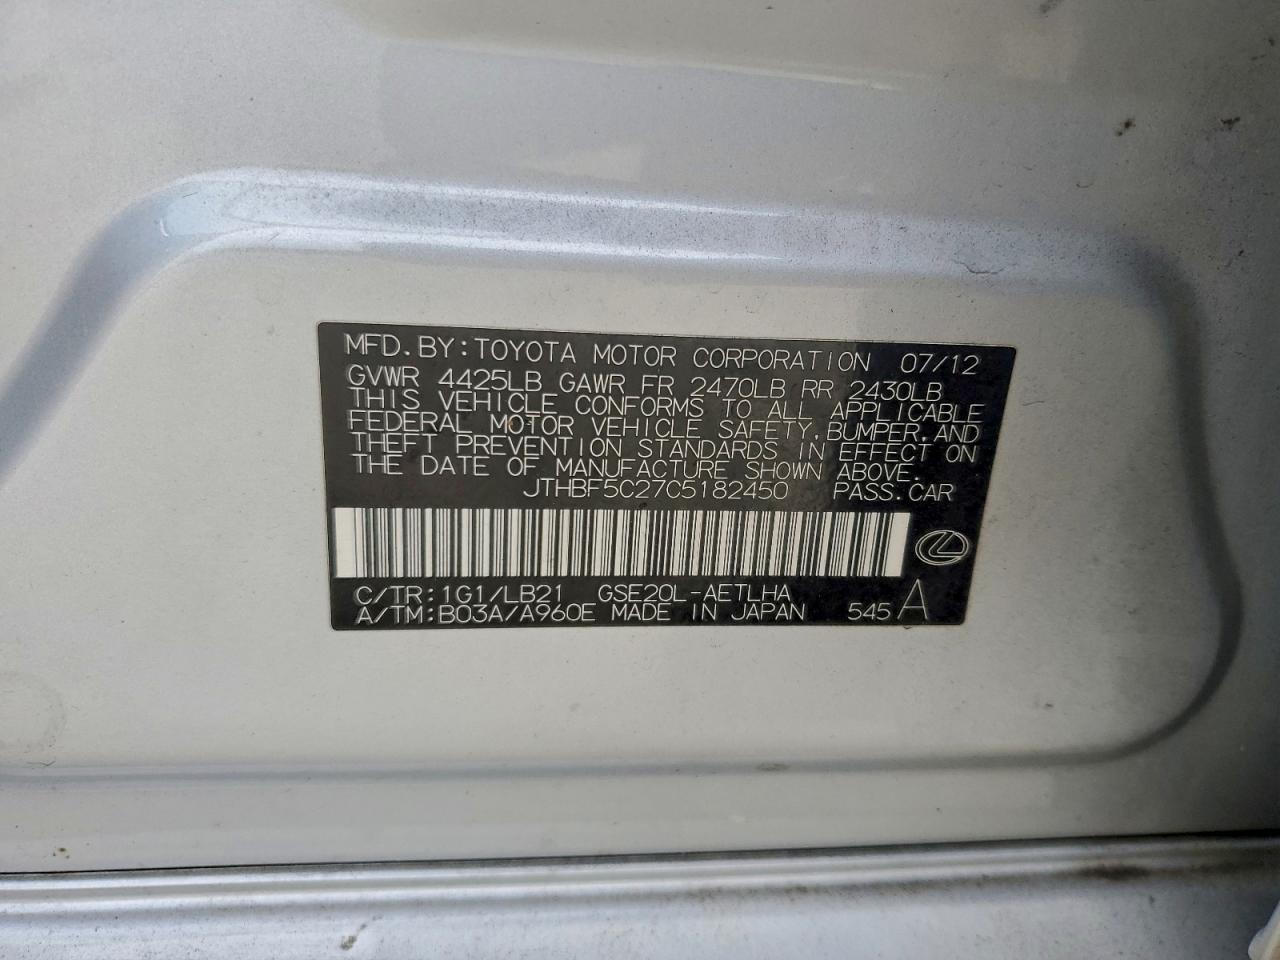 MFD.BY:TOYOTA MOTOR CORPORATION 07/12
GVWR 4425LB GAWR FR 2470LB RR 2430LB
THIS VEHICLE CONFORMS TO ALL APPLICABLE
FEDERAL MOTOR VEHICLE SAFETY,BUMPER,AND
THEFT PREVENTION STANDARDS IN EFFECT ON
THE DATE OF MANUFACTURE SHOWN ABOVE.
JTHBF5C27C5182450 PASS.CAR
C/TR:1G1/LB21 GSE20L-AETLHA
A/TM:B03A/A960E MADE IN JAPAN 545 A